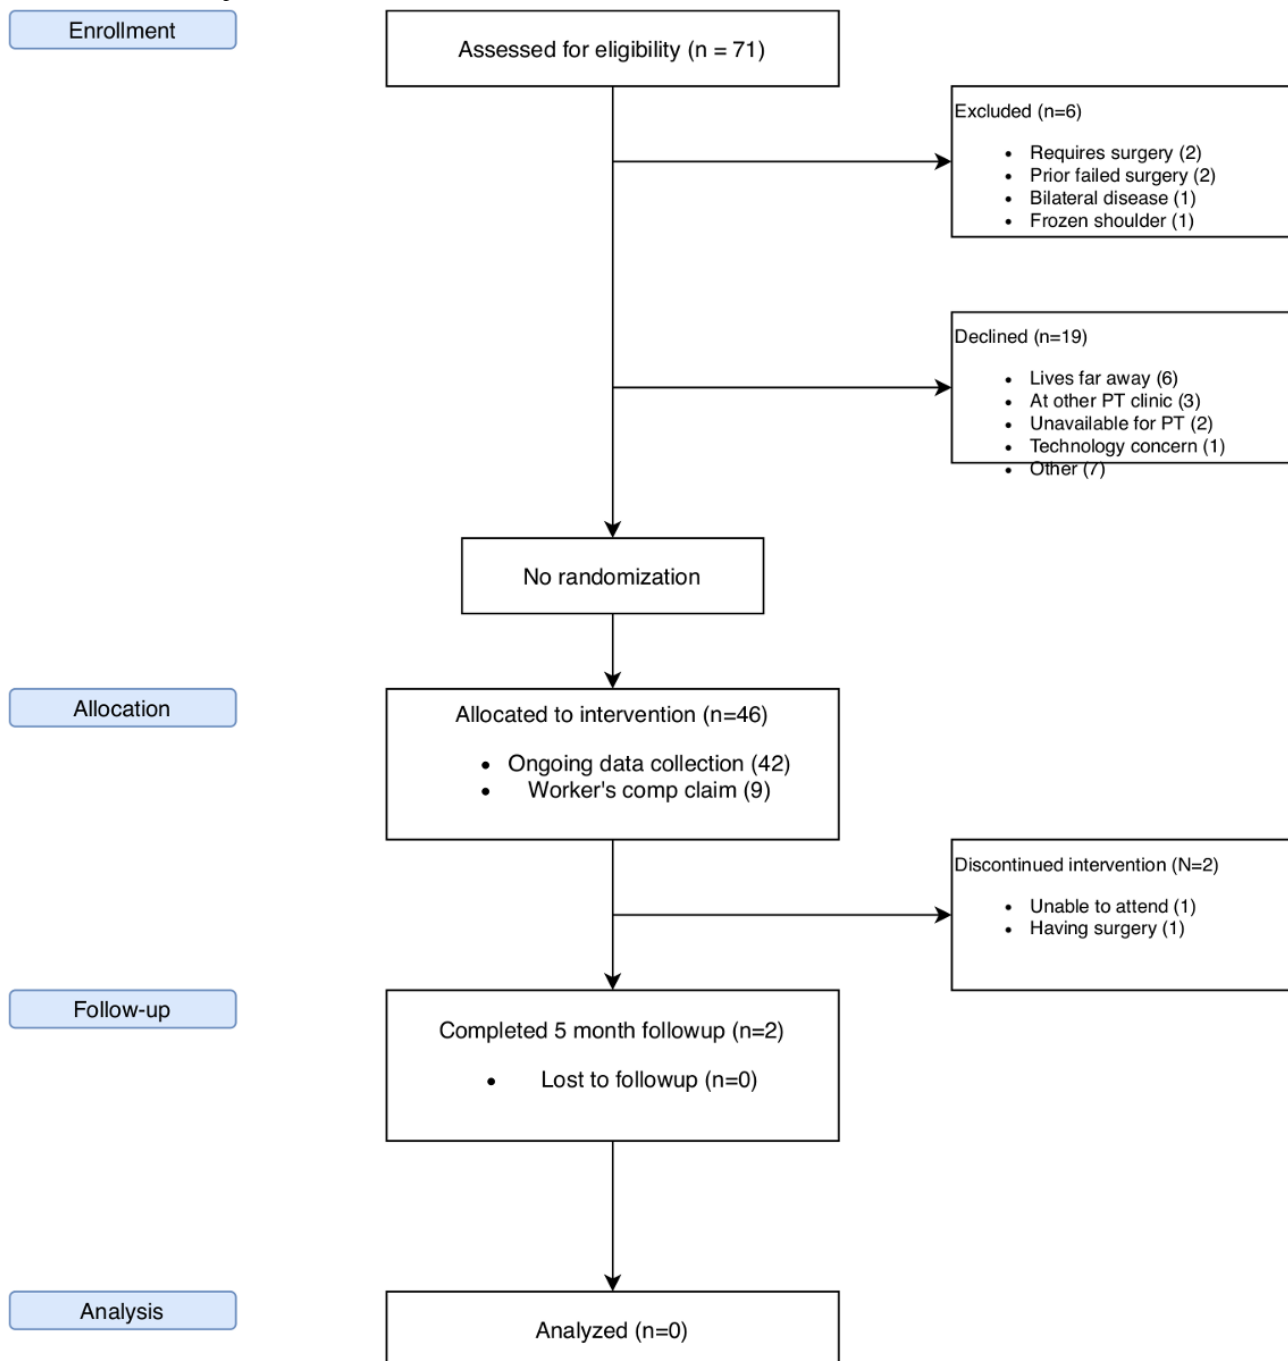 Enrollment
Assessed for eligibility (n = 71)
Excluded (n=6)
• Requires surgery (2)
• Prior failed surgery (2)
• Bilateral disease (1)
• Frozen shoulder (1)
Declined (n=19)
• Lives far away (6)
• At other PT clinic (3)
• Unavailable for PT (2)
• Technology concern (1)
• Other (7)
No randomization
Allocation
Allocated to intervention (n=46)
• Ongoing data collection (42)
• Worker's comp claim (9)
Discontinued intervention (N=2)
• Unable to attend (1)
• Having surgery (1)
Follow-up
Completed 5 month followup (n=2)
• Lost to followup (n=0)
Analysis
Analyzed (n=0)